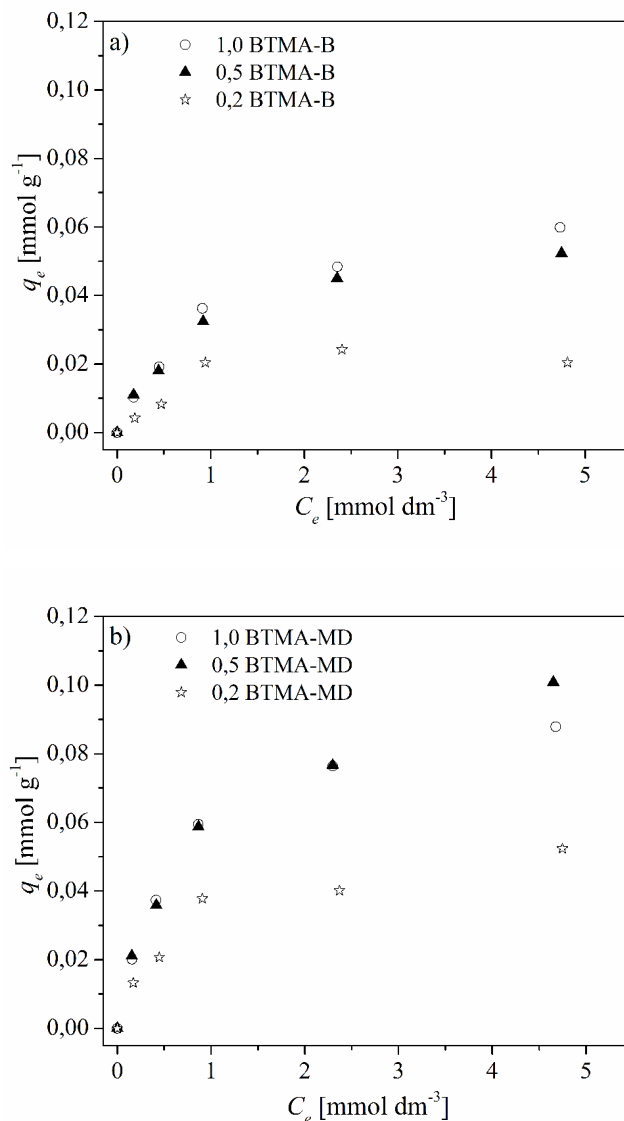 a)
1,0 BTMA-B
0,5 BTMA-B
0,2 BTMA-B
0,12
0,10
0,08
0,06
0,04
0,02
0,00
q_e [mmol g^-1]
0 1 2 3 4 5
C_e [mmol dm^-3]
b)
1,0 BTMA-MD
0,5 BTMA-MD
0,2 BTMA-MD
0,12
0,10
0,08
0,06
0,04
0,02
0,00
q_e [mmol g^-1]
0 1 2 3 4 5
C_e [mmol dm^-3]